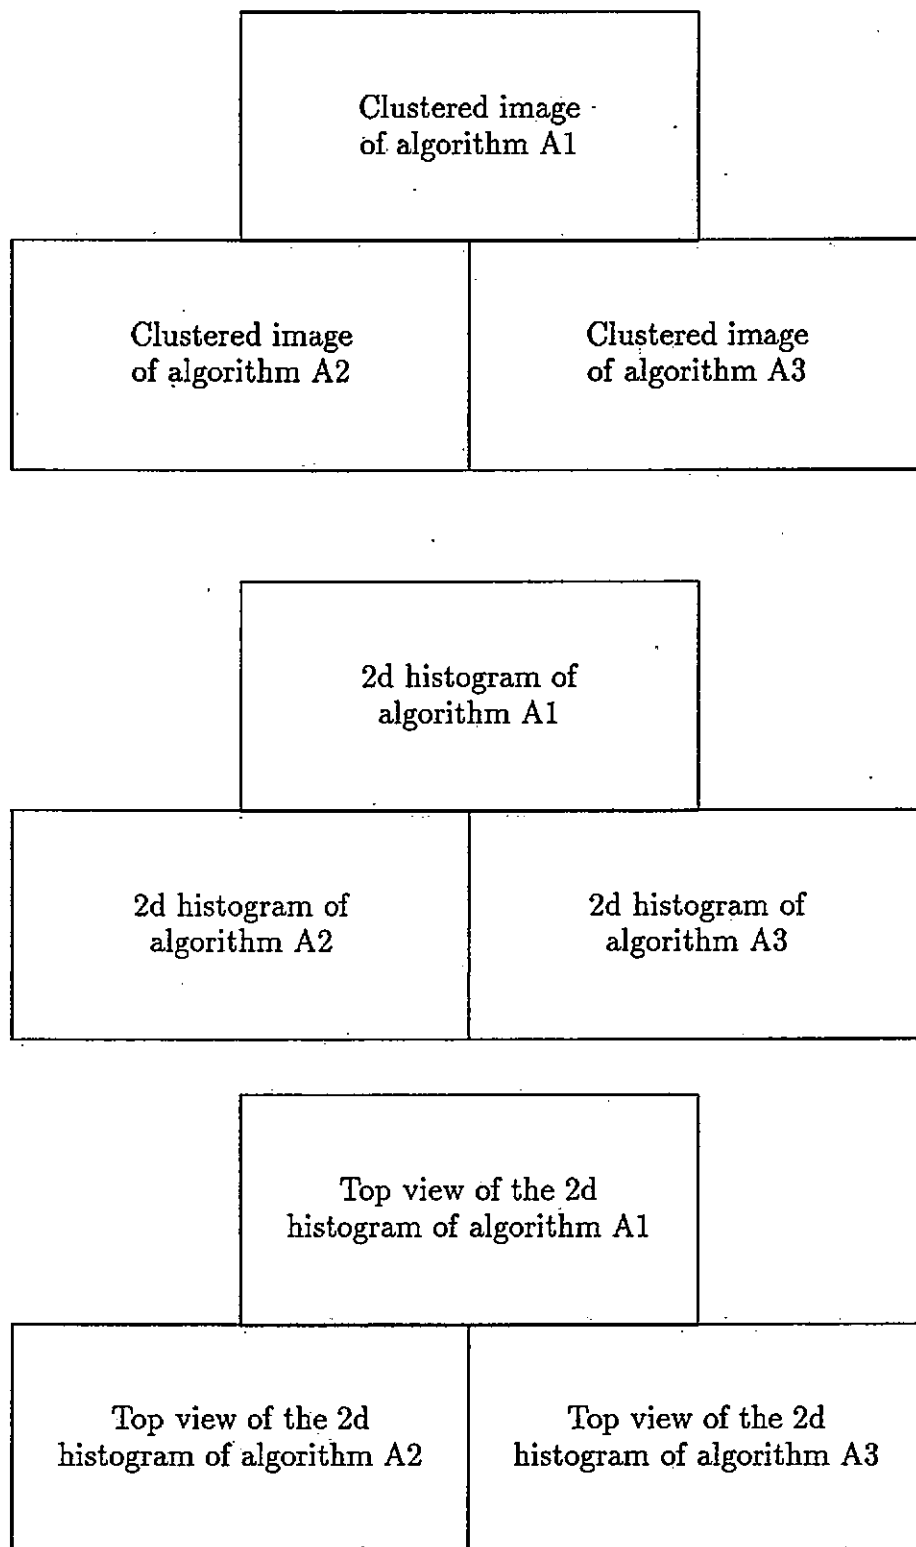 Clustered image
of algorithm A1
Clustered image
of algorithm A2
Clustered image
of algorithm A3
2d histogram of
algorithm A1
2d histogram of
algorithm A2
2d histogram of
algorithm A3
Top view of the 2d
histogram of algorithm A1
Top view of the 2d
histogram of algorithm A2
Top view of the 2d
histogram of algorithm A3